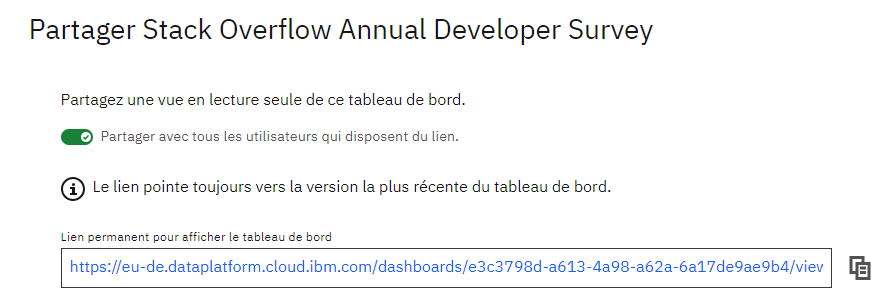 Partager Stack Overflow Annual Developer Survey
Partagez une vue en lecture seule de ce tableau de bord.
Partager avec tous les utilisateurs qui disposent du lien.
Le lien pointe toujours vers la version la plus récente du tableau de bord.
Lien permanent pour afficher le tableau de bord
https://eu-de.dataplatform.cloud.ibm.com/dashboards/e3c3798d-a613-4a98-a62a-6a17de9ae9b4/view